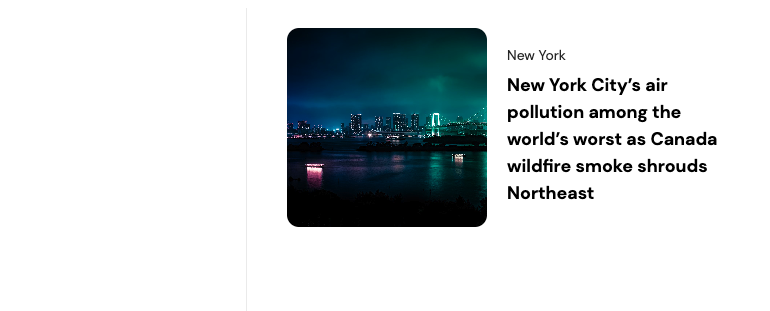 New York
New York City’s air
pollution among the
world’s worst as Canada
wildfire smoke shrouds
Northeast